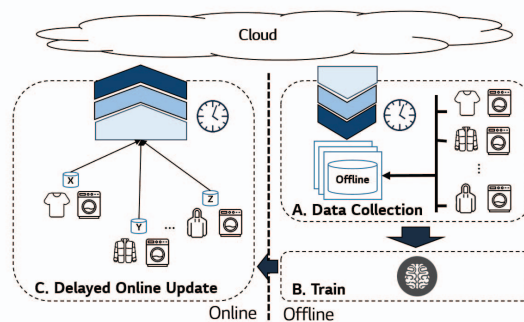 Cloud
X
Y
...
Z
C. Delayed Online Update
Online
Offline
A. Data Collection
...
B. Train
Offline